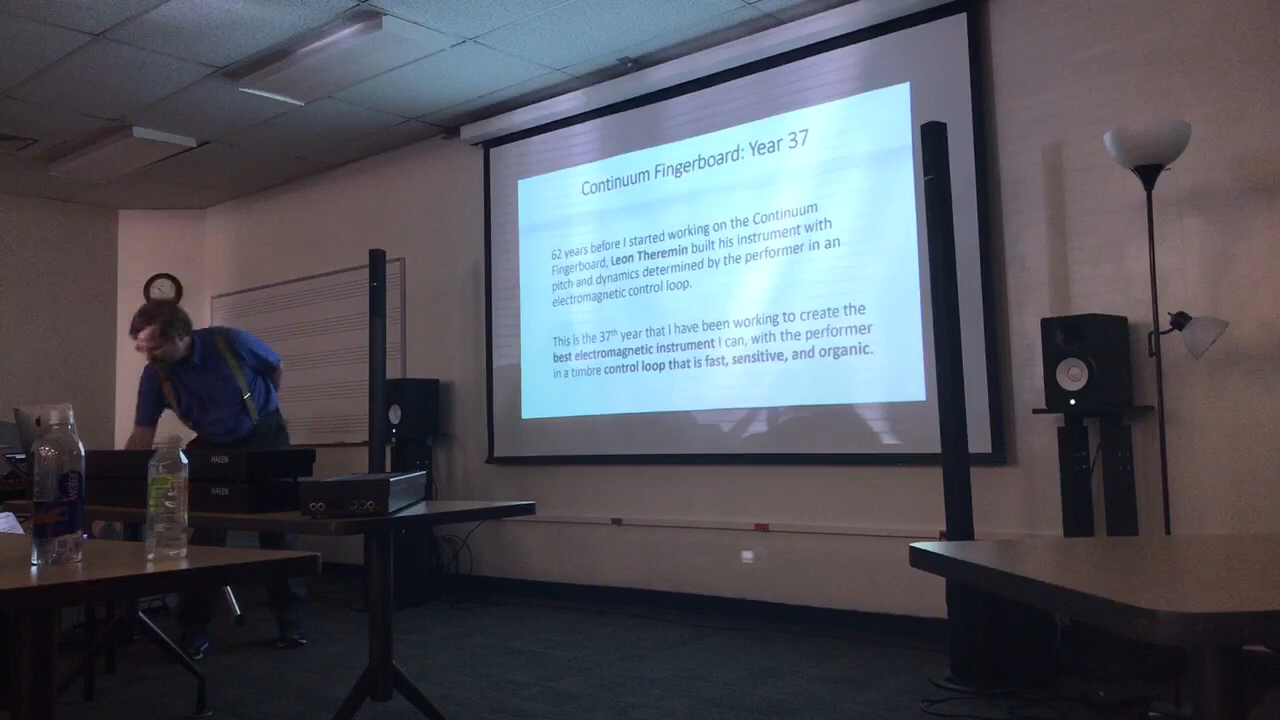 Continuum Fingerboard: Year 37
62 years before I started working on the Continuum
Fingerboard, Leon Theremin built his instrument with
pitch and dynamics determined by the performer in an
electromagnetic control loop.
This is the 37th year that I have been working to create the
best electromagnetic instrument I can, with the performer
in a timbre control loop that is fast, sensitive, and organic.
HAKEN
HAKEN